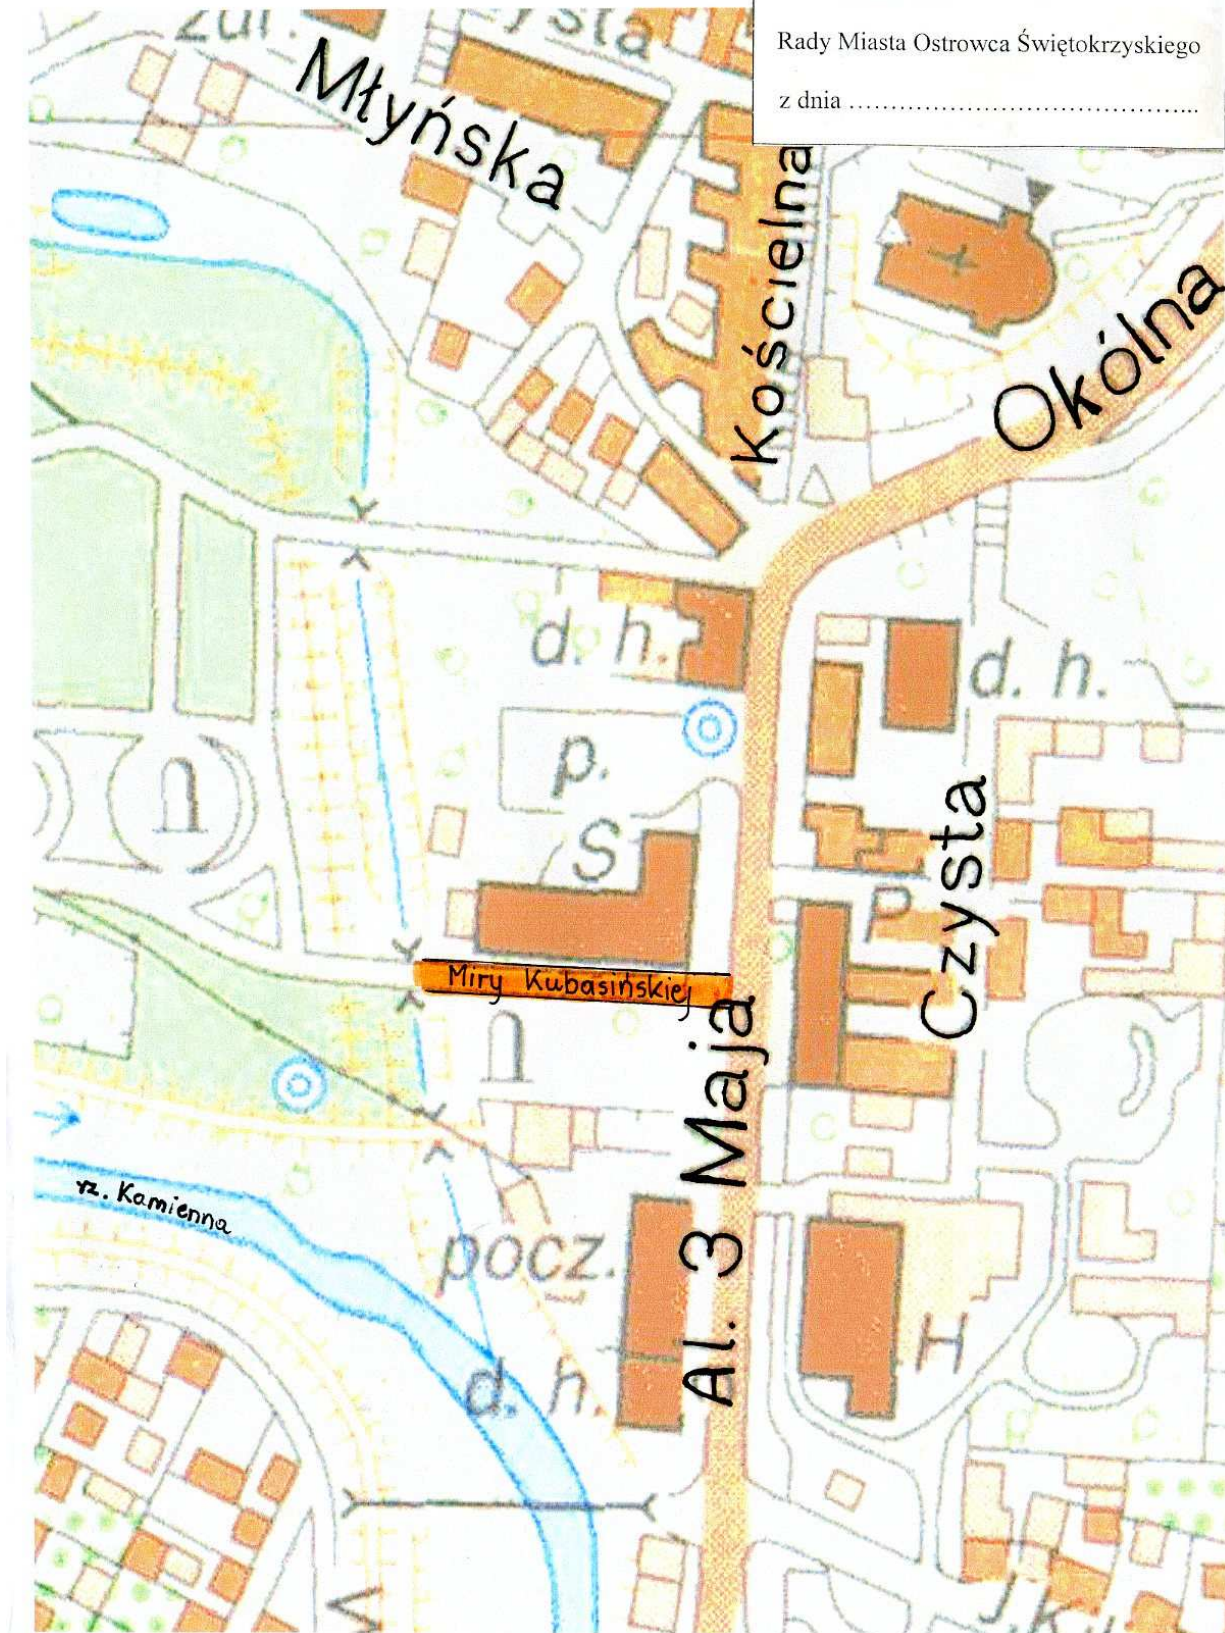 Rady Miasta Ostrowca Świętokrzyskiego
z dnia ..........................................
Młyńska
Kościelna
Okólna
d. h.
d. h.
p.
S
Czysta
P
Miry Kubasińskiej
Al. 3 Maja
rz. Kamienna
pocz.
d. h.
H